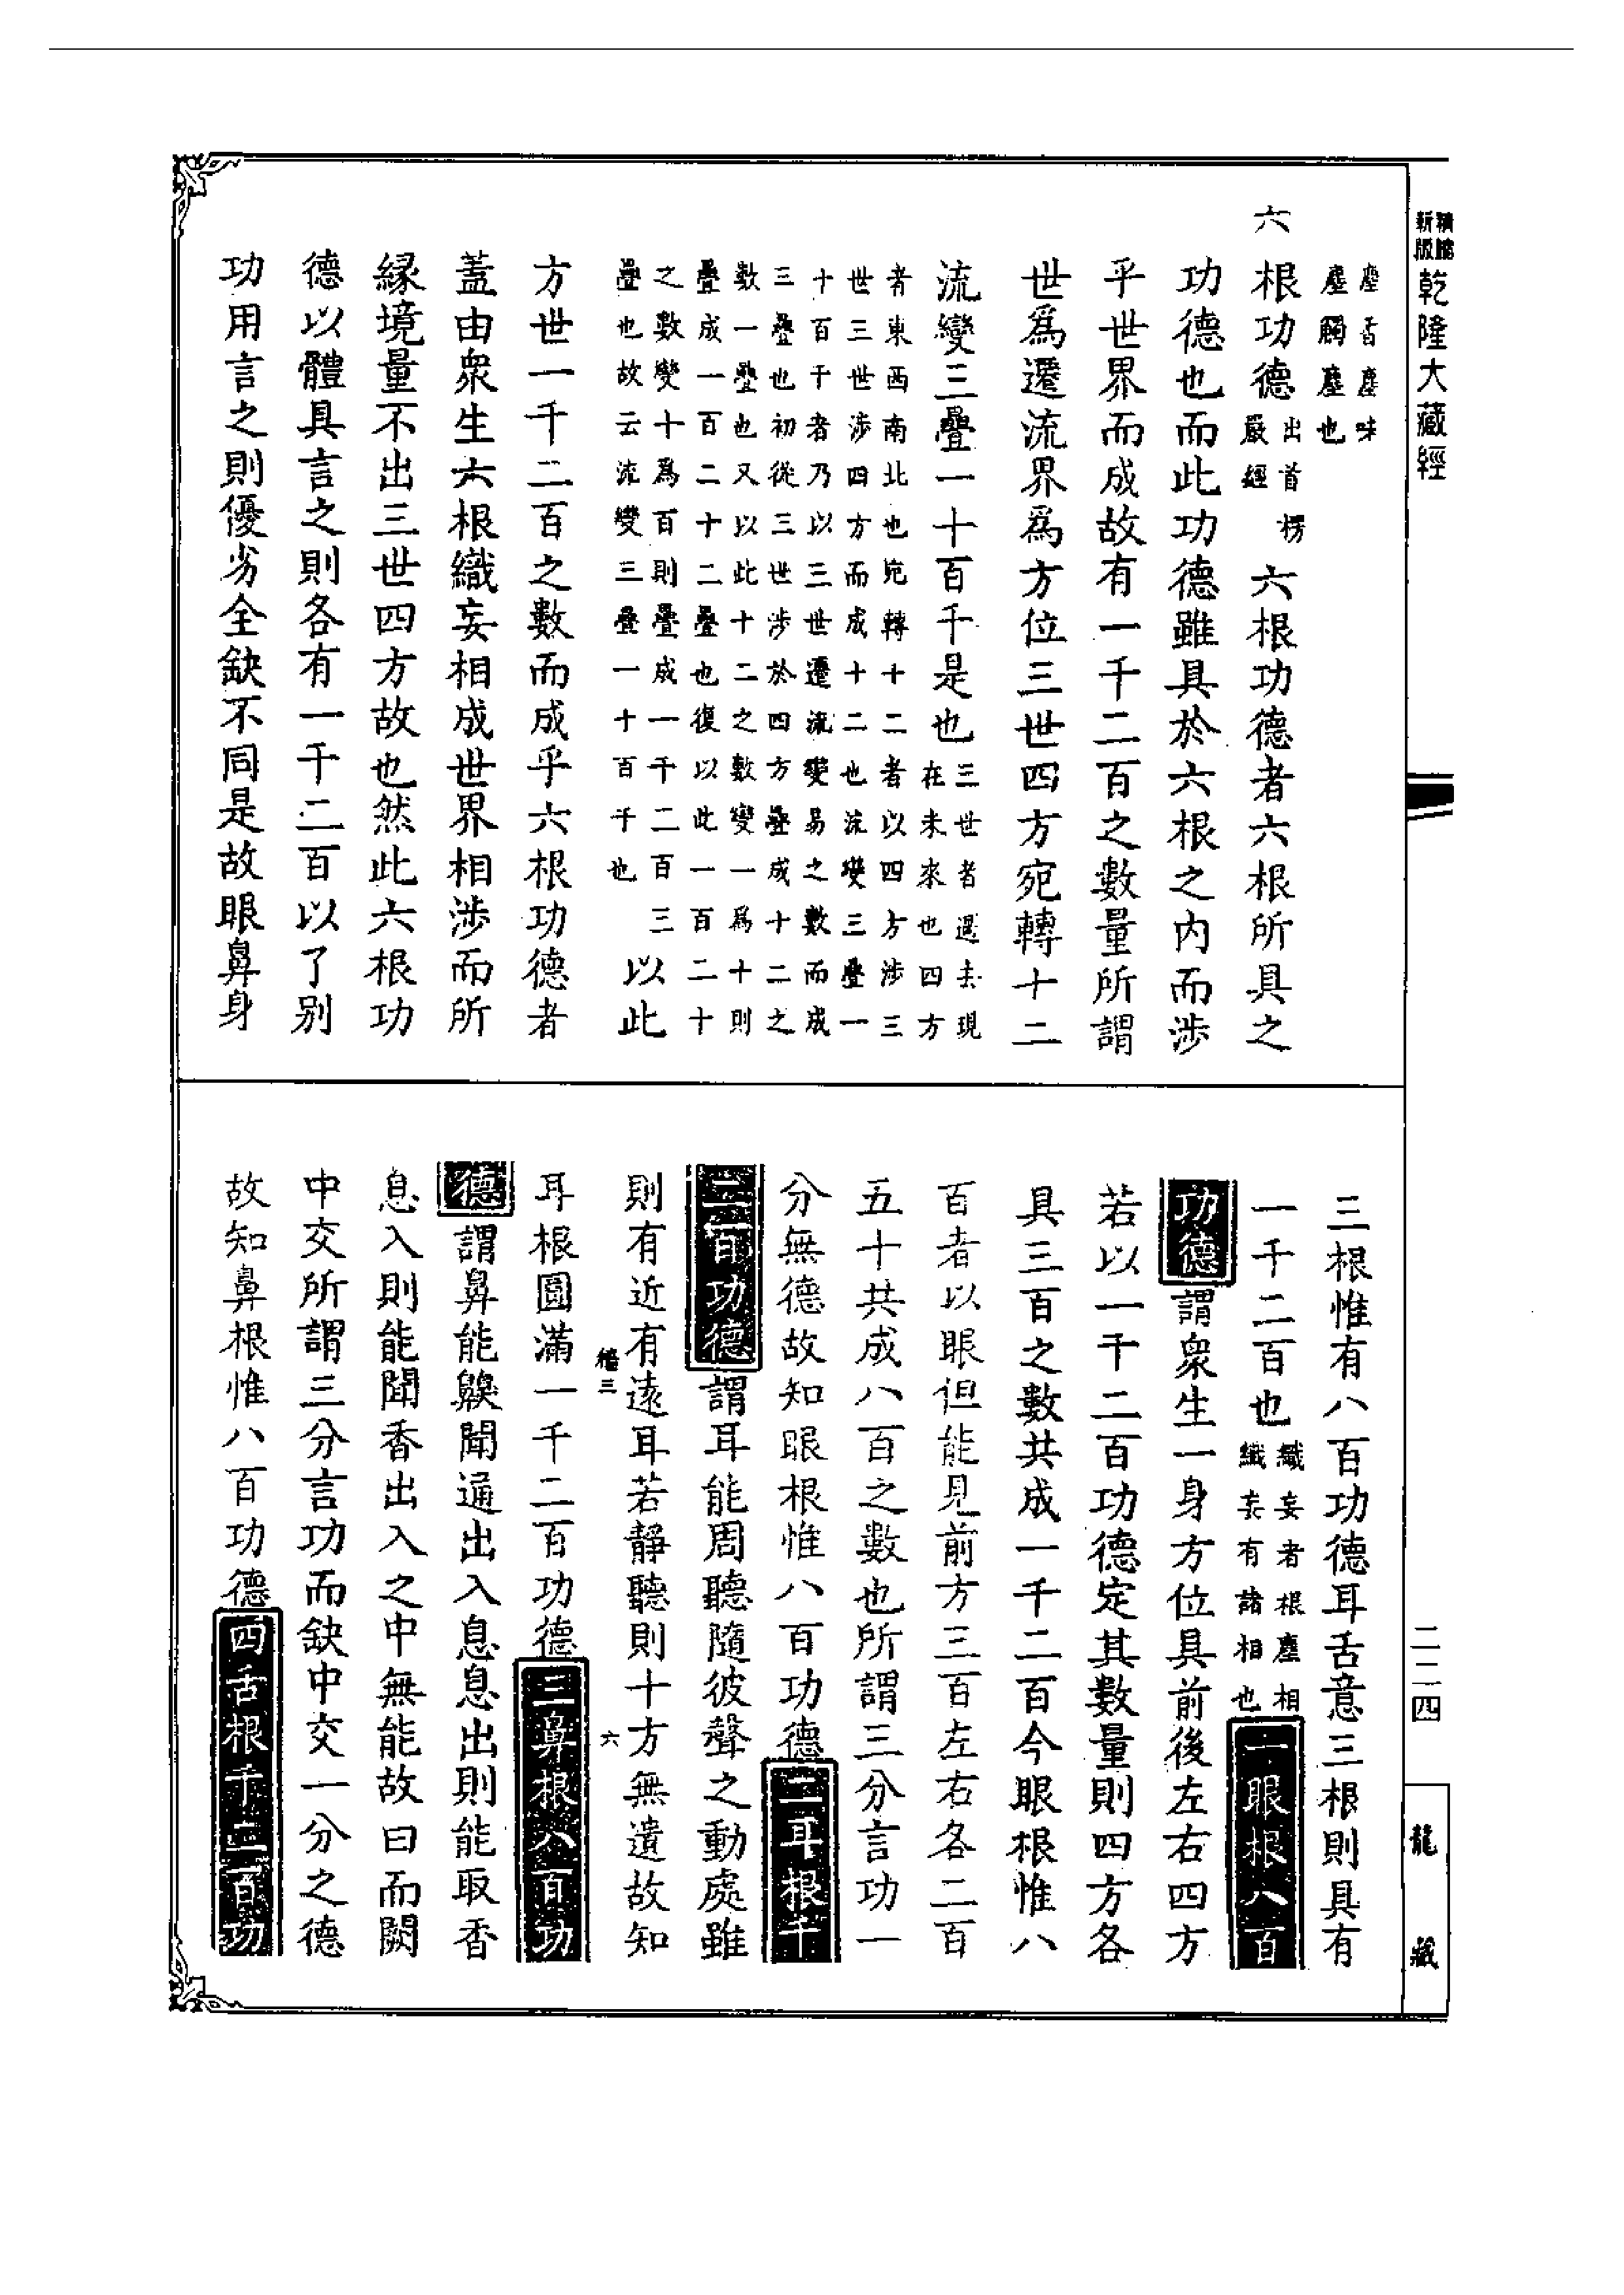 精縮
新版
乾隆大藏經
塵香塵味
塵觸塵也
六根功德
出首楞
嚴經
六根功德者六根所具之
功德也而此功德雖具於六根之內而涉
乎世界而成故有一千二百之數量所謂
世為遷流界為方位三世四方宛轉十二
流變三疊一十百千是也
三世者過去現
在未來也四方
者東西南北也宛轉十二者以四方涉三
世三世涉四方而成十二也流變三疊一
十百千者乃以三世遷流變易之數而成
三疊也初從三世涉於四方疊成十二之
數一疊也又以此十二之數變一為十則
疊成一百二十二疊也復以此一百二十
之數變十為百則疊成一千二百三
疊也故云流變三疊一十百千也
以此
方世一千二百之數而成乎六根功德者
蓋由眾生六根織妄相成世界相涉而所
緣境量不出三世四方故也然此六根功
德以體具言之則各有一千二百以了別
功用言之則優劣全缺不同是故眼鼻身
三根惟有八百功德耳舌意三根則具有
一千二百也
織妄者根塵相
織妄有諸相也
一眼根八百
功德謂眾生一身方位具前後左右四方
若以一千二百功德定其數量則四方各
具三百之數共成一千二百今眼根惟八
百者以眼但能見前方三百左右各二百
五十共成八百之數也所謂三分言功一
分無德故知眼根惟八百功德二耳根千
二百功德謂耳能周聽隨彼聲之動處雖
則有近有遠耳若靜聽則十方無遺故知
六
耳根圓滿一千二百功德三鼻根八百功
德謂鼻能齅聞通出入息息出則能取香
息入則能聞香出入之中無能故曰而闕
中交所謂三分言功而缺中交一分之德
故知鼻根惟八百功德四舌根千二百功
二二四
龍藏